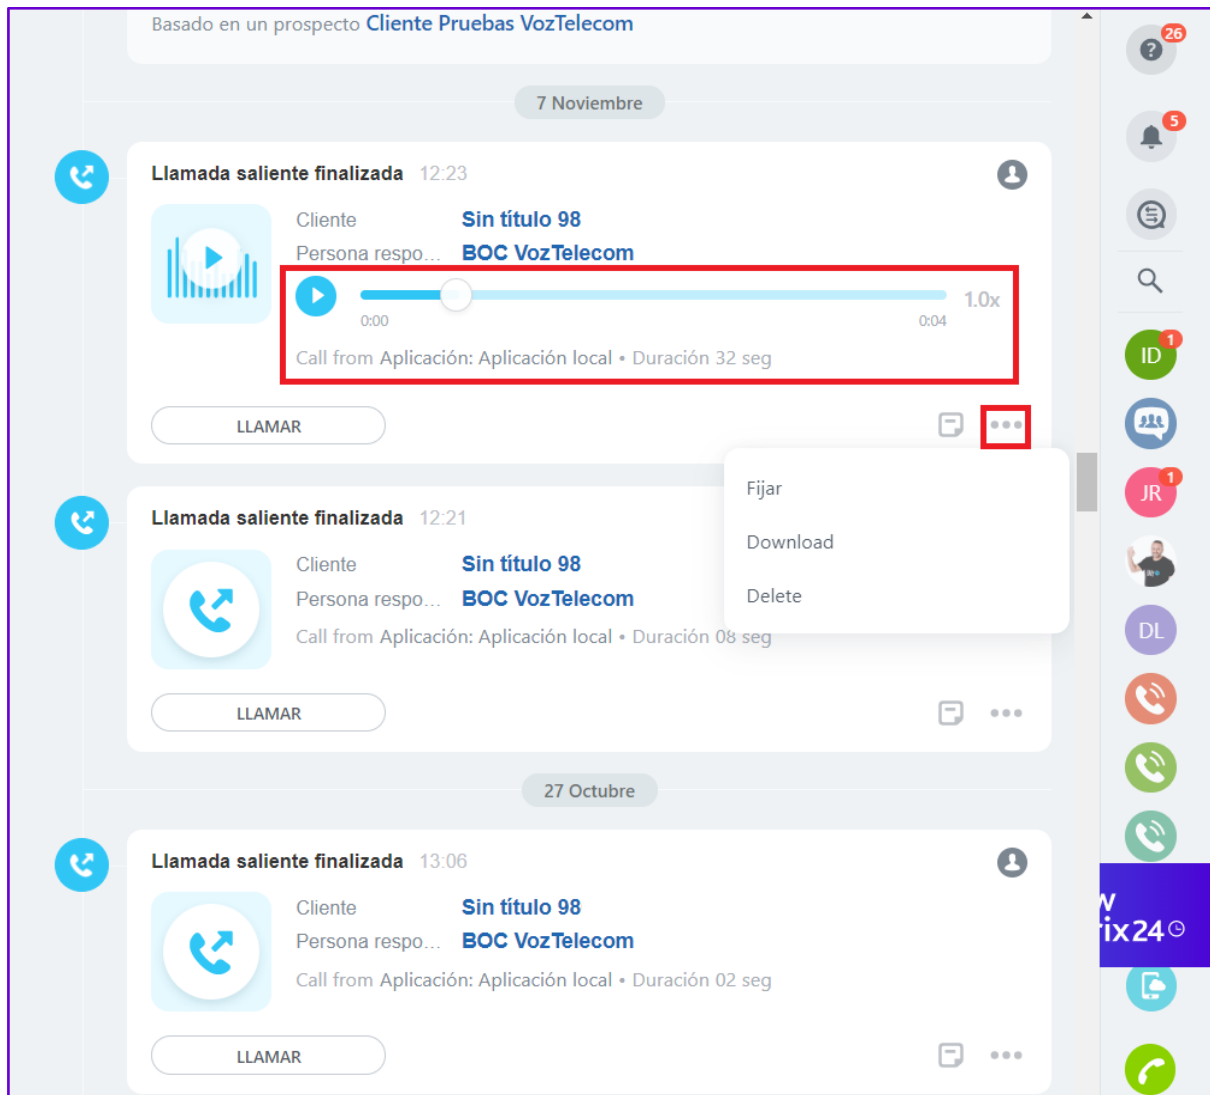 Basado en un prospecto Cliente Pruebas VozTelecom
7 Noviembre
Llamada saliente finalizada 12:23
Cliente Sin título 98
Persona respo... BOC VozTelecom
1.0x
0:00 0:04
Call from Aplicación: Aplicación local • Duración 32 seg
LLAMAR
Fijar
Download
Delete
Llamada saliente finalizada 12:21
Cliente Sin título 98
Persona respo... BOC VozTelecom
Call from Aplicación: Aplicación local • Duración 08 seg
LLAMAR
27 Octubre
Llamada saliente finalizada 13:06
Cliente Sin título 98
Persona respo... BOC VozTelecom
Call from Aplicación: Aplicación local • Duración 02 seg
LLAMAR
26
5
ID 1
JR 1
DL
w
rix24